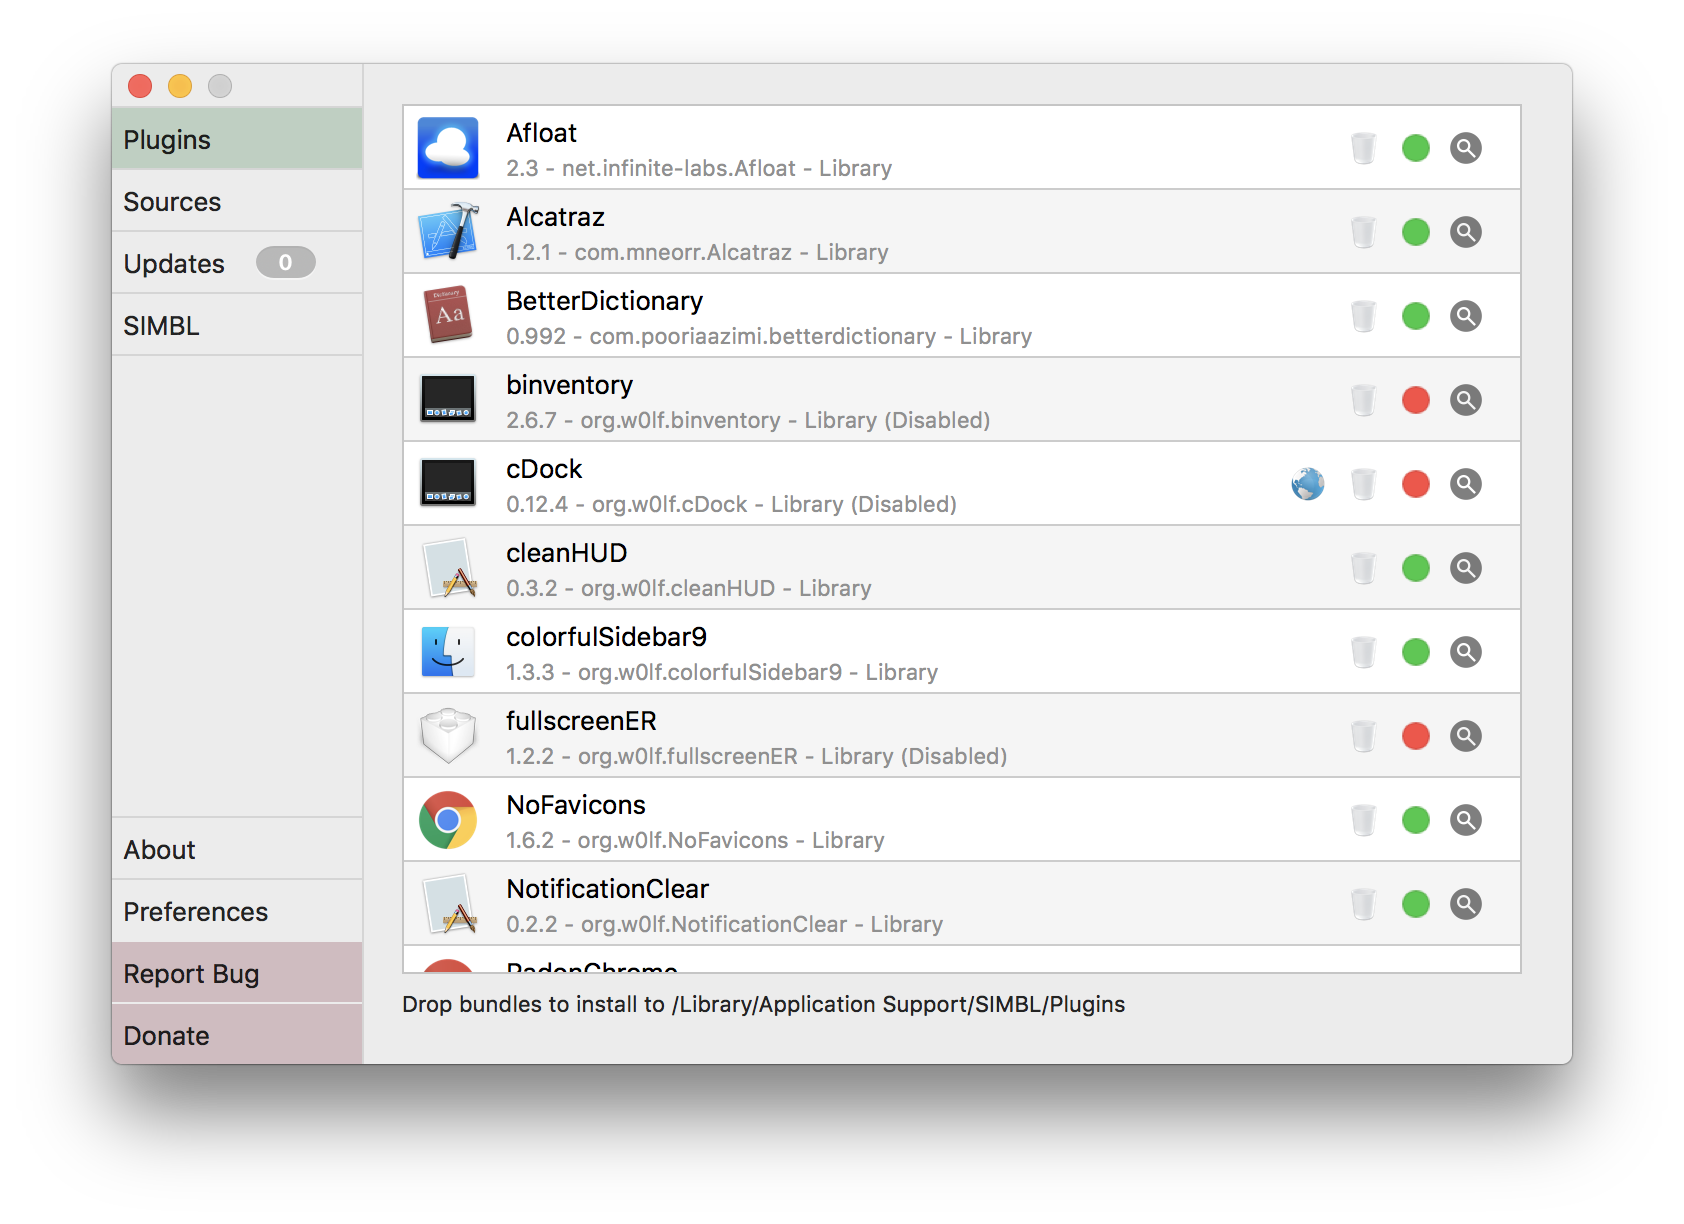 Plugins
Sources
Updates 0
SIMBL
About
Preferences
Report Bug
Donate
Afloat
2.3 - net.infinite-labs.Afloat - Library
Alcatraz
1.2.1 - com.mneorr.Alcatraz - Library
Dictionary
Aa
BetterDictionary
0.992 - com.pooriaazimi.betterdictionary - Library
binventory
2.6.7 - org.w0lf.binventory - Library (Disabled)
cDock
0.12.4 - org.w0lf.cDock - Library (Disabled)
cleanHUD
0.3.2 - org.w0lf.cleanHUD - Library
colorfulSidebar9
1.3.3 - org.w0lf.colorfulSidebar9 - Library
fullscreenER
1.2.2 - org.w0lf.fullscreenER - Library (Disabled)
NoFavicons
1.6.2 - org.w0lf.NoFavicons - Library
NotificationClear
0.2.2 - org.w0lf.NotificationClear - Library
RadonChrome
Drop bundles to install to /Library/Application Support/SIMBL/Plugins